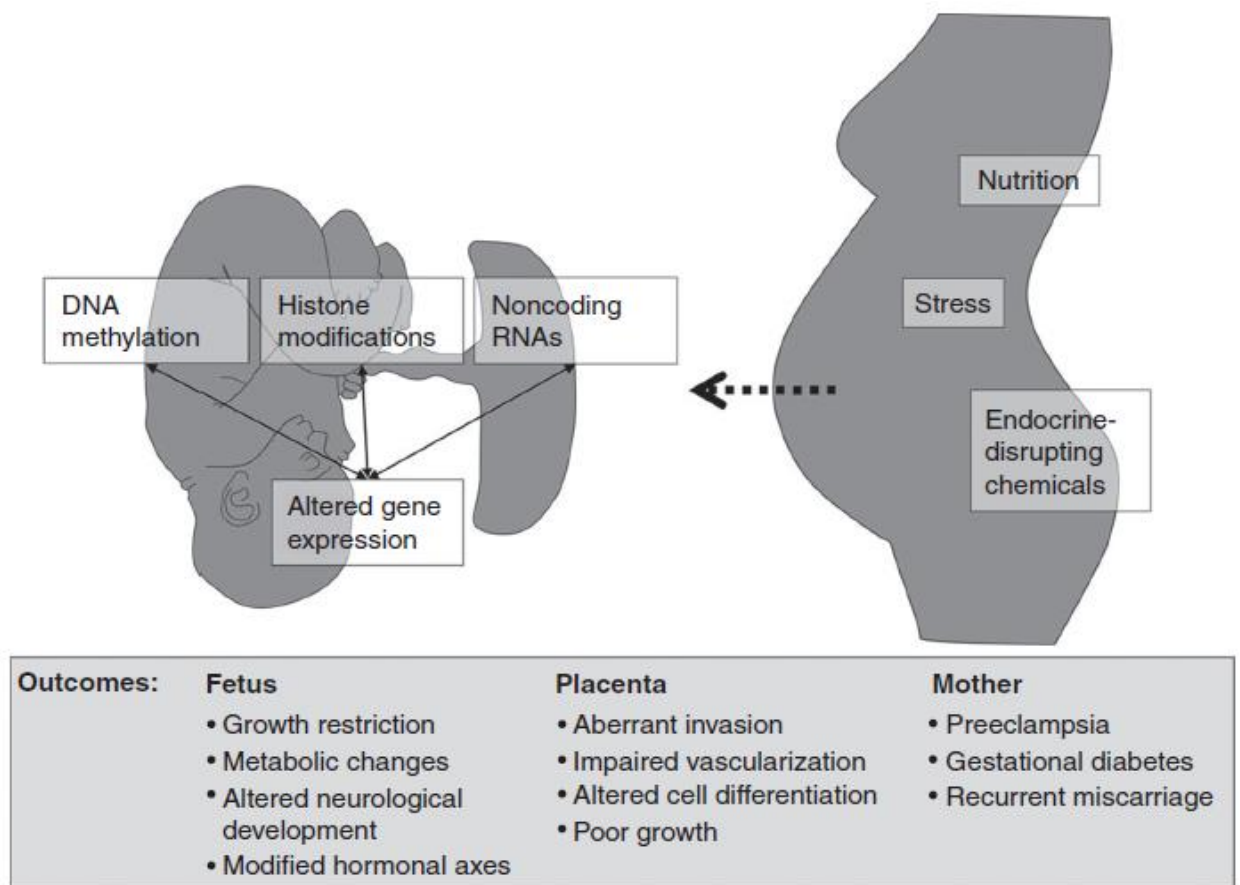 Nutrition
DNA
methylation
Histone
modifications
Noncoding
RNAs
Stress
Endocrine-
disrupting
chemicals
Altered gene
expression
Outcomes:
Fetus
• Growth restriction
• Metabolic changes
• Altered neurological
development
• Modified hormonal axes
Placenta
• Aberrant invasion
• Impaired vascularization
• Altered cell differentiation
• Poor growth
Mother
• Preeclampsia
• Gestational diabetes
• Recurrent miscarriage